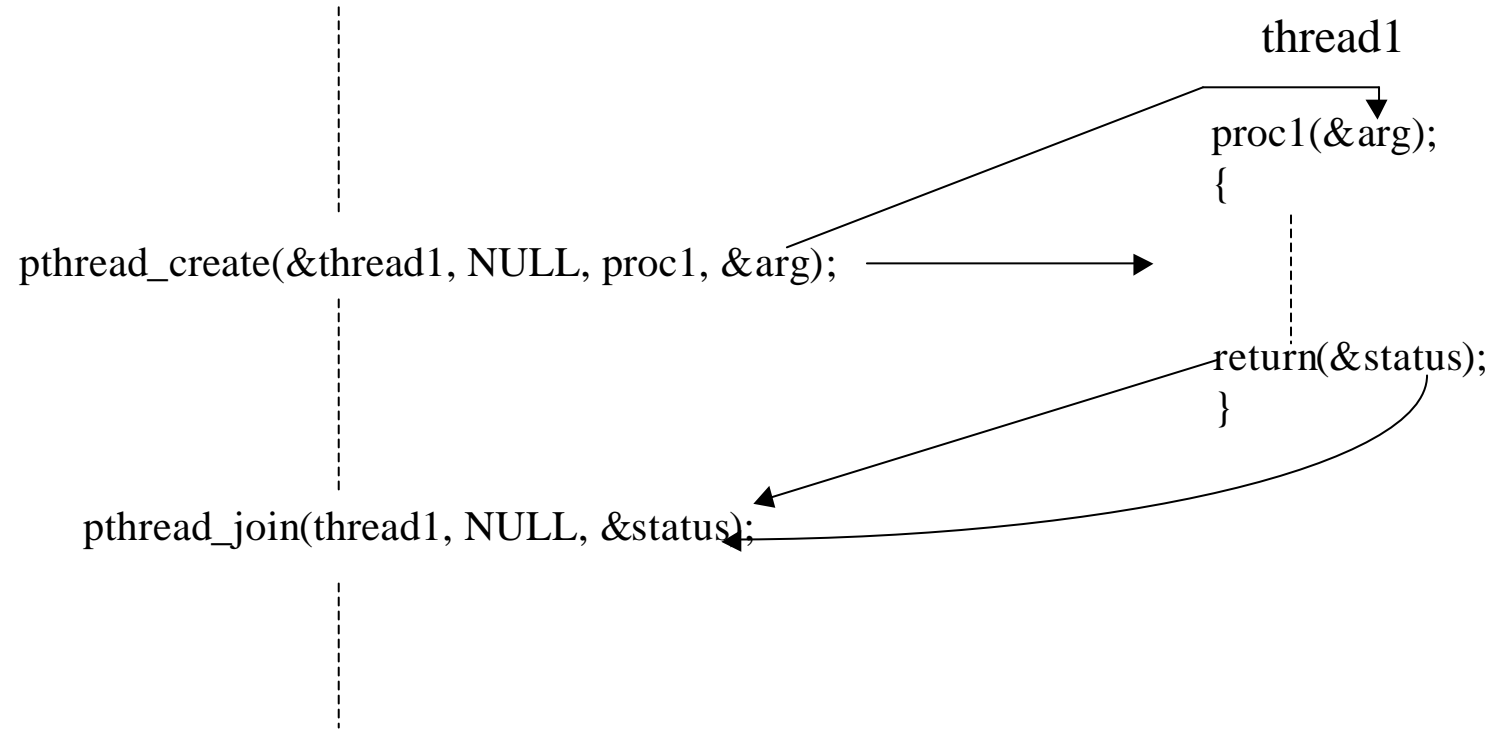 thread1
proc1(&arg);
{
pthread_create(&thread1, NULL, proc1, &arg);
return(&status);
}
pthread_join(thread1, NULL, &status);